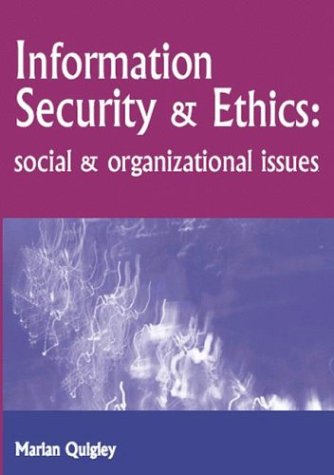 Information
Security & Ethics:
social & organizational issues
Marian Quigley